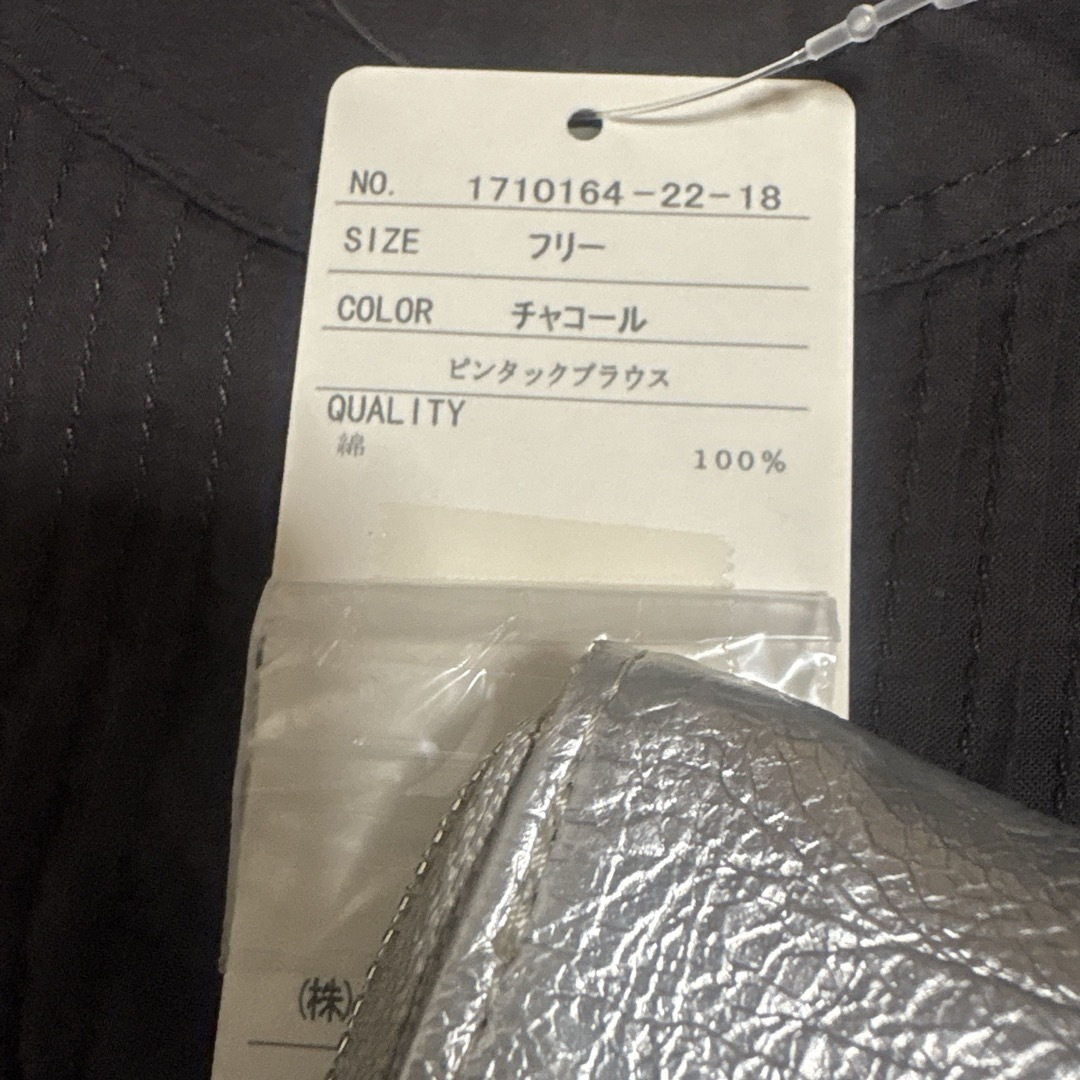 NO. 1710164-22-18
SIZE フリー
COLOR チャコール
ピンタックブラウス
QUALITY
綿 100%
(株)